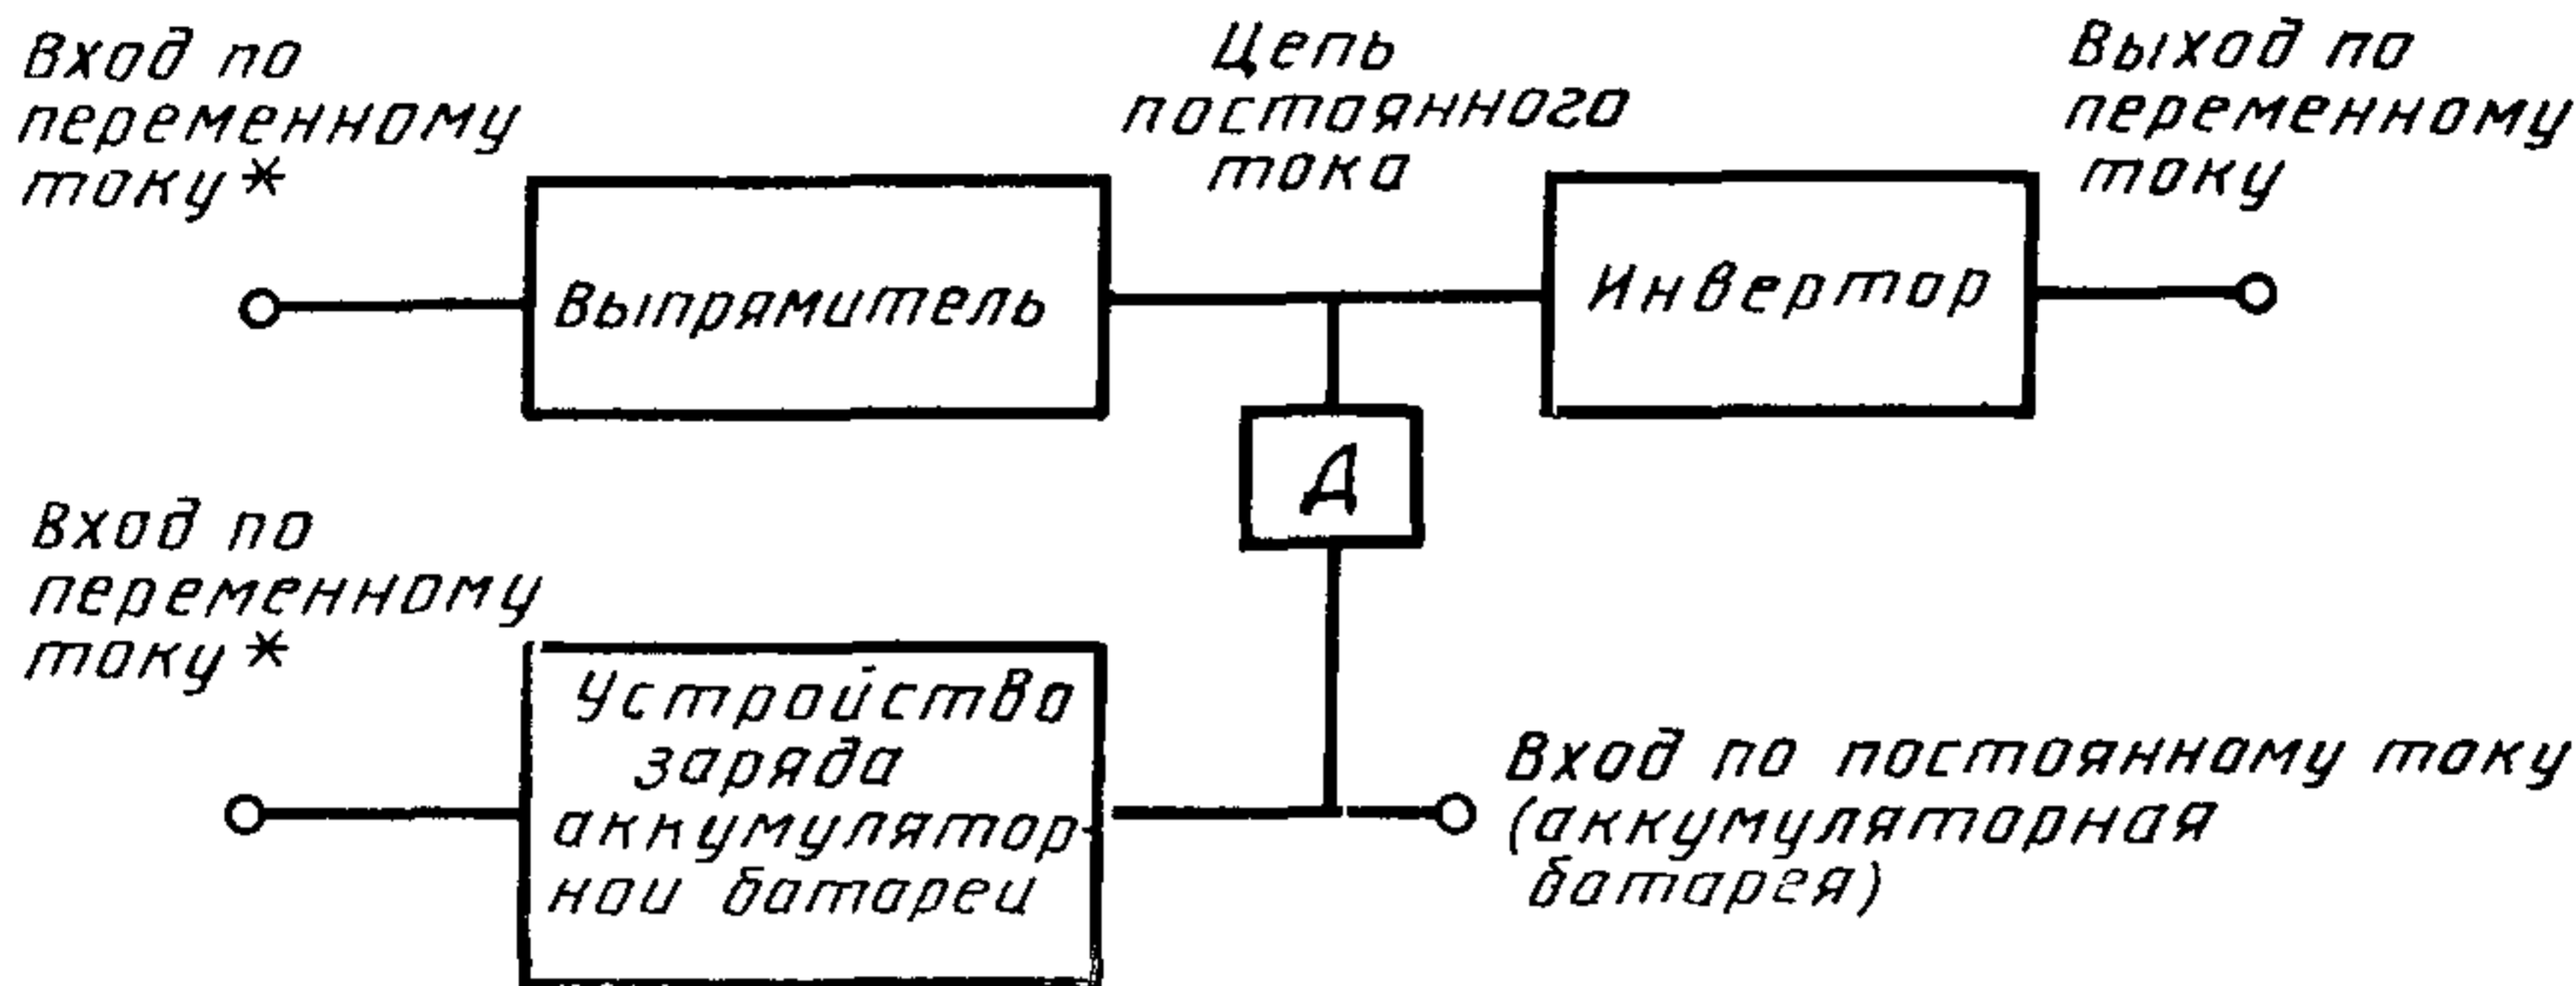 Вход по
переменному
току*
Цепь
постоянного
тока
Выход по
переменному
току
Выпрямитель
Инвертор
Д
Вход по
переменному
току*
Устройство
заряда
аккумулятор-
ной батареи
Вход по постоянному току
(аккумуляторная
батарея)